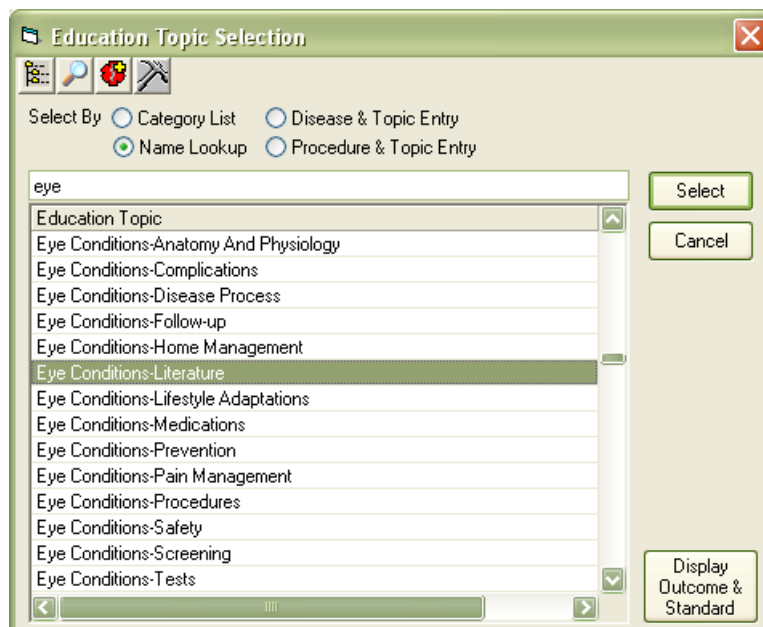 Education Topic Selection
Select By Category List Disease & Topic Entry
Name Lookup Procedure & Topic Entry
eye
Select
Education Topic
Cancel
Eye Conditions-Anatomy And Physiology
Eye Conditions-Complications
Eye Conditions-Disease Process
Eye Conditions-Follow-up
Eye Conditions-Home Management
Eye Conditions-Literature
Eye Conditions-Lifestyle Adaptations
Eye Conditions-Medications
Eye Conditions-Prevention
Eye Conditions-Pain Management
Eye Conditions-Procedures
Eye Conditions-Safety
Eye Conditions-Screening
Eye Conditions-Tests
Display
Outcome &
Standard